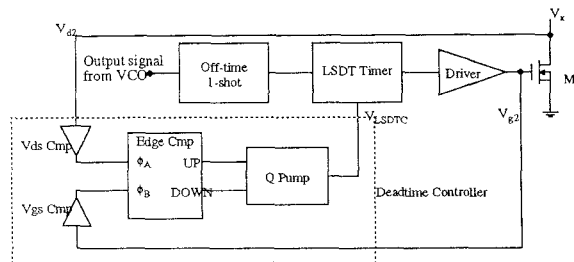 V_d2
V_x
Output signal
from VCO
Off-time
1-shot
LSDT Timer
Driver
M
V_g2
V_LSDTC
Vds Cmp
Edge Cmp
ϕ_A
UP
Q Pump
ϕ_B
DOWN
Deadtime Controller
Vgs Cmp